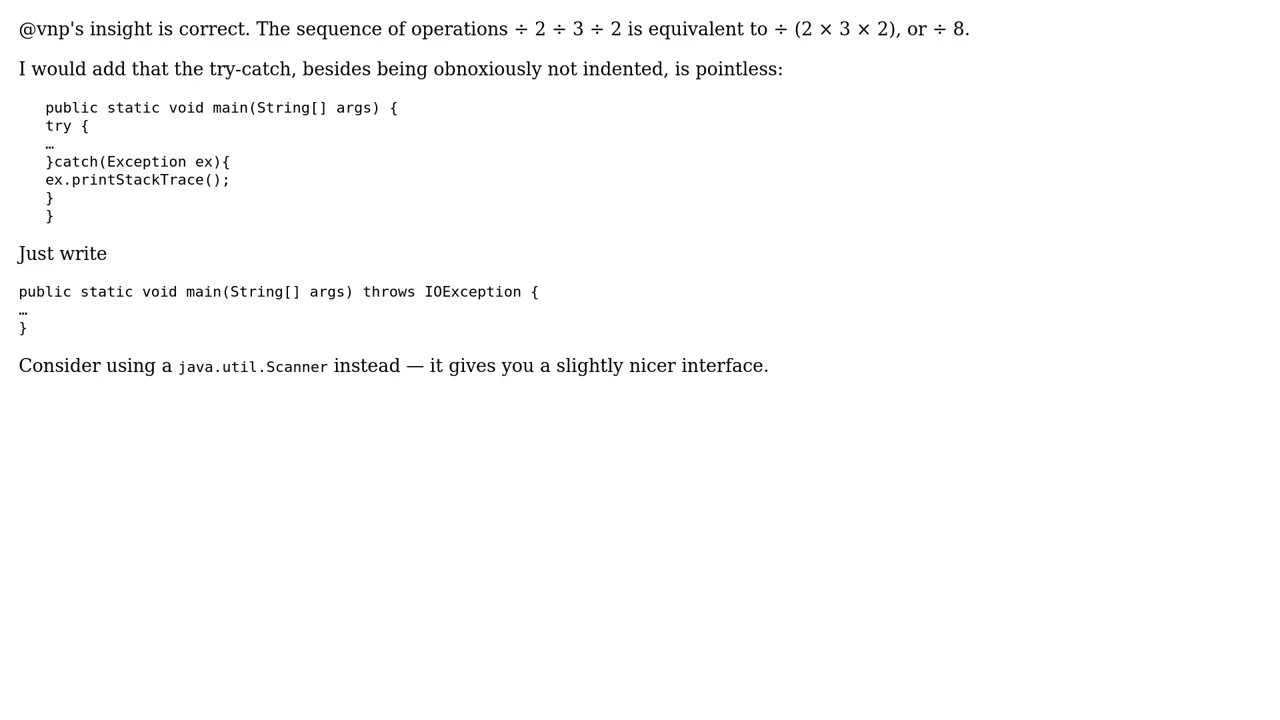 @vnp's insight is correct. The sequence of operations ÷ 2 ÷ 3 ÷ 2 is equivalent to ÷ (2 × 3 × 2), or ÷ 8.
I would add that the try-catch, besides being obnoxiously not indented, is pointless:
public static void main(String[] args) {
try {
…
}catch(Exception ex){
ex.printStackTrace();
}
}
Just write
public static void main(String[] args) throws IOException {
…
}
Consider using a java.util.Scanner instead — it gives you a slightly nicer interface.